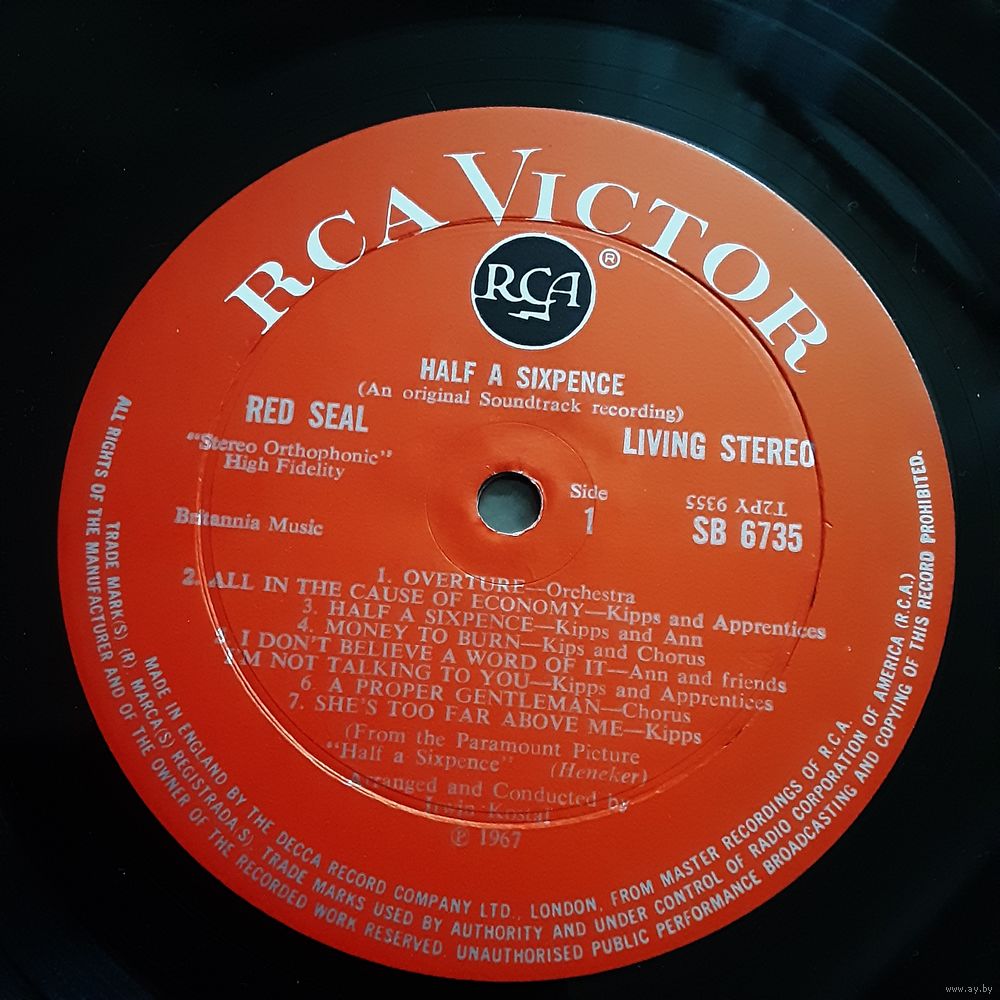 RCA VICTOR
RCA ®
HALF A SIXPENCE
(An original Soundtrack recording)
RED SEAL
LIVING STEREO
"Stereo Orthophonic"
High Fidelity
Side
1
T2PY 9355
SB 6735
Britannia Music
1. OVERTURE—Orchestra
2. ALL IN THE CAUSE OF ECONOMY—Kipps and Apprentices
3. HALF A SIXPENCE—Kipps and Ann
4. MONEY TO BURN—Kips and Chorus
5. I DON'T BELIEVE A WORD OF IT—Ann and friends
I'M NOT TALKING TO YOU—Kipps and Apprentices
6. A PROPER GENTLEMAN—Chorus
7. SHE'S TOO FAR ABOVE ME—Kipps
(From the Paramount Picture
"Half a Sixpence" (Heneker)
Arranged and Conducted by
Irwin Kostal
℗ 1967
MADE IN ENGLAND BY THE DECCA RECORD COMPANY LTD., LONDON, FROM MASTER RECORDINGS OF R.C.A.
TRADE MARK(S) (R) MARCA(S) REGISTRADA(S), TRADE MARKS USED BY AUTHORITY AND UNDER CONTROL OF RADIO CORPORATION OF AMERICA (R.C.A.)
ALL RIGHTS OF THE MANUFACTURER AND OF THE OWNER OF THE RECORDED WORK RESERVED. UNAUTHORISED PUBLIC PERFORMANCE BROADCASTING AND COPYING OF THIS RECORD PROHIBITED.
www.ay.by